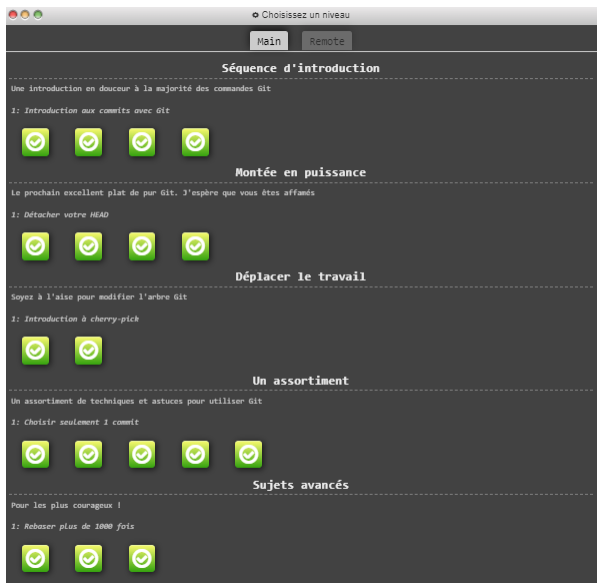 Choisissez un niveau
Main Remote
Séquence d'introduction
Une introduction en douceur à la majorité des commandes Git
1: Introduction aux commits avec Git
Montée en puissance
Le prochain excellent plat de pur Git. J'espère que vous êtes affamés
1: Détacher votre HEAD
Déplacer le travail
Soyez à l'aise pour modifier l'arbre Git
1: Introduction à cherry-pick
Un assortiment
Un assortiment de techniques et astuces pour utiliser Git
1: Choisir seulement 1 commit
Sujets avancés
Pour les plus courageux !
1: Rebaser plus de 1000 fois